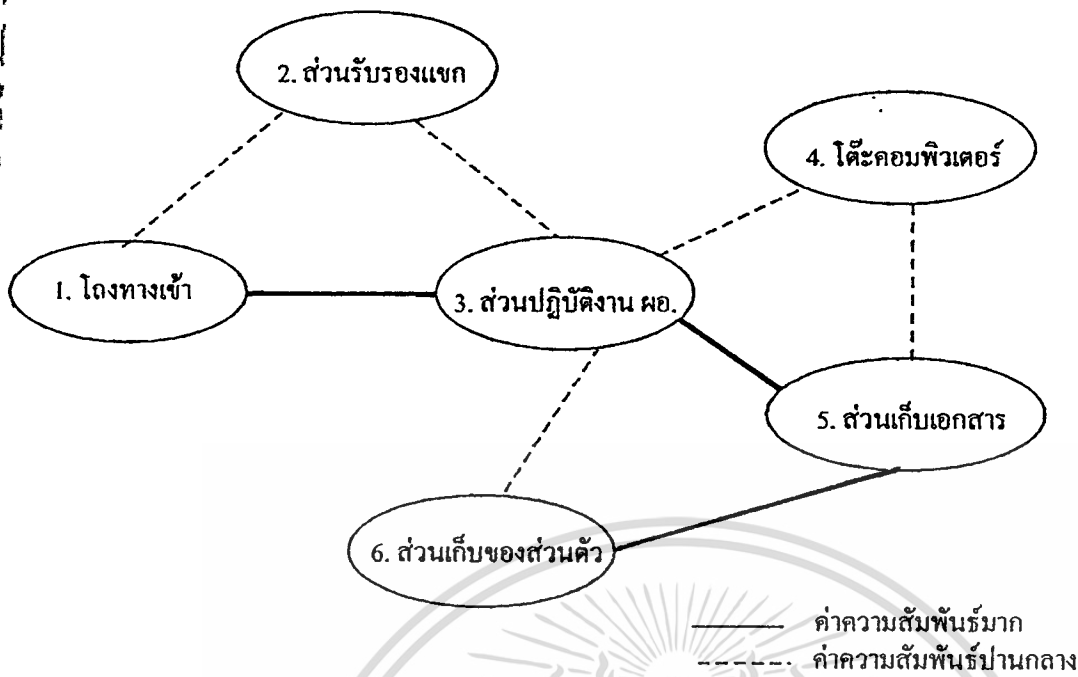 2. ส่วนรับรองแขก
4. โต๊ะคอมพิวเตอร์
1. โถงทางเข้า
3. ส่วนปฏิบัติงาน ผอ.
5. ส่วนเก็บเอกสาร
6. ส่วนเก็บของส่วนตัว
ค่าความสัมพันธ์มาก
ค่าความสัมพันธ์ปานกลาง